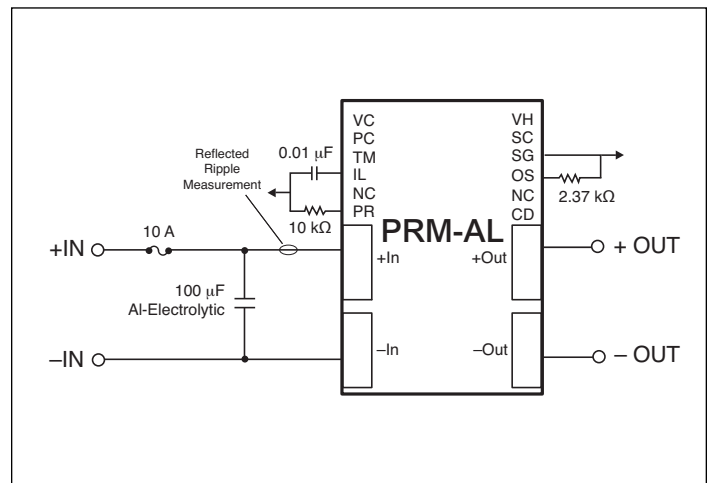 VC
PC
TM
IL
NC
PR
VH
SC
SG
OS
NC
CD
Reflected
Ripple
Measurement
0.01 μF
10 kΩ
2.37 kΩ
PRM-AL
10 A
+IN
+In
+Out
+ OUT
100 μF
Al-Electrolytic
–IN
–In
–Out
– OUT